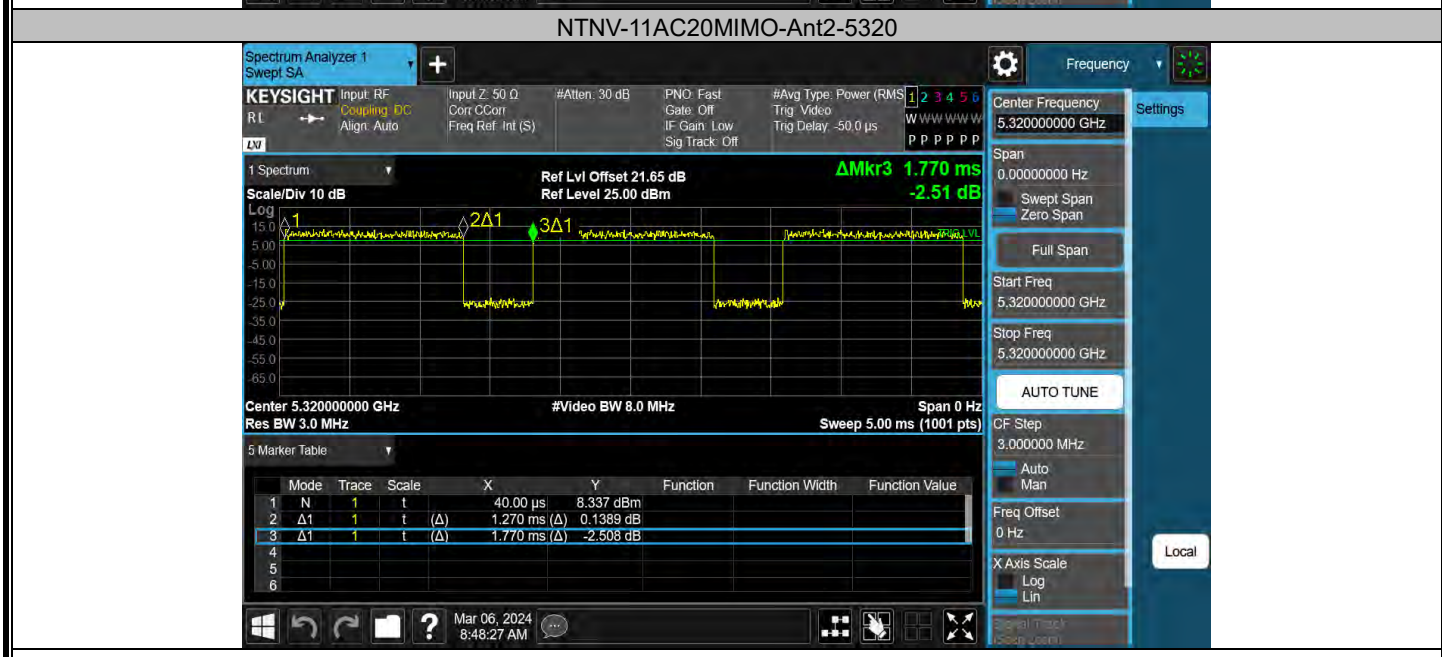 NTNV-11AC20MIMO-Ant2-5320
Spectrum Analyzer 1
Swept SA
Frequency
KEYSIGHT
RL
LXI
Input: RF
Coupling: DC
Align: Auto
Input Z: 50 Ω
Corr CCorr
Freq Ref: Int (S)
#Atten: 30 dB
PNO: Fast
Gate: Off
IF Gain: Low
Sig Track: Off
#Avg Type: Power (RMS
Trig: Video
Trig Delay: -50.0 µs
1 2 3 4 5 6
W W W W W W
P P P P P P
Center Frequency
5.320000000 GHz
Settings
Span
0.00000000 Hz
Swept Span
Zero Span
Full Span
Start Freq
5.320000000 GHz
Stop Freq
5.320000000 GHz
AUTO TUNE
CF Step
3.000000 MHz
Auto
Man
Freq Offset
0 Hz
X Axis Scale
Log
Lin
Local
1 Spectrum
Scale/Div 10 dB
Ref Lvl Offset 21.65 dB
Ref Level 25.00 dBm
ΔMkr3 1.770 ms
-2.51 dB
Log
15.0
5.00
-5.00
-15.0
-25.0
-35.0
-45.0
-55.0
-65.0
1
2Δ1
3Δ1
TRIG LVL
Center 5.320000000 GHz
#Video BW 8.0 MHz
Span 0 Hz
Res BW 3.0 MHz
Sweep 5.00 ms (1001 pts)
5 Marker Table
Mode Trace Scale X Y Function Function Width Function Value
1 N 1 t 40.00 µs 8.337 dBm
2 Δ1 1 t (Δ) 1.270 ms (Δ) 0.1389 dB
3 Δ1 1 t (Δ) 1.770 ms (Δ) -2.508 dB
4
5
6
?
Mar 06, 2024
8:48:27 AM
Signal Track